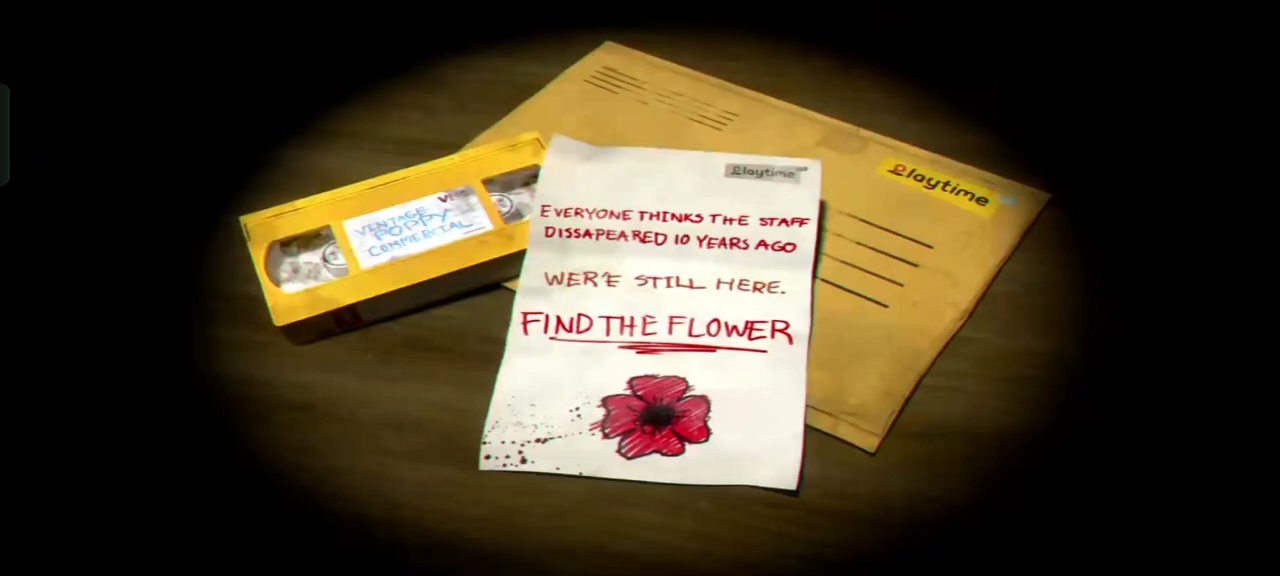 VINTAGE
POPPY
COMMERCIAL
Playtime
EVERYONE THINKS THE STAFF
DISSAPEARED 10 YEARS AGO
WER'E STILL HERE.
FIND THE FLOWER
Playtime